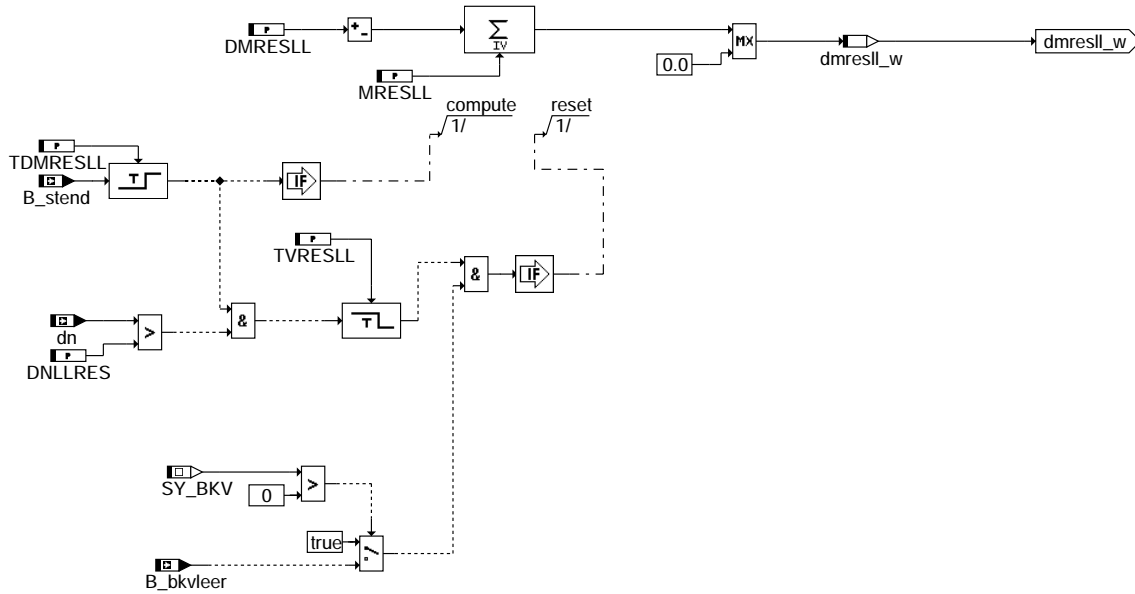 P
DMRESLL
+ -
Σ
IV
P
MRESLL
MX
0.0
dmresll_w
dmresll_w
compute
1/
reset
1/
P
TDMRESLL
B_stend
T
IF
P
TVRESLL
& IF
dn
P
DNLLRES
>
&
T
SY_BKV
0
>
true
B_bkvleer